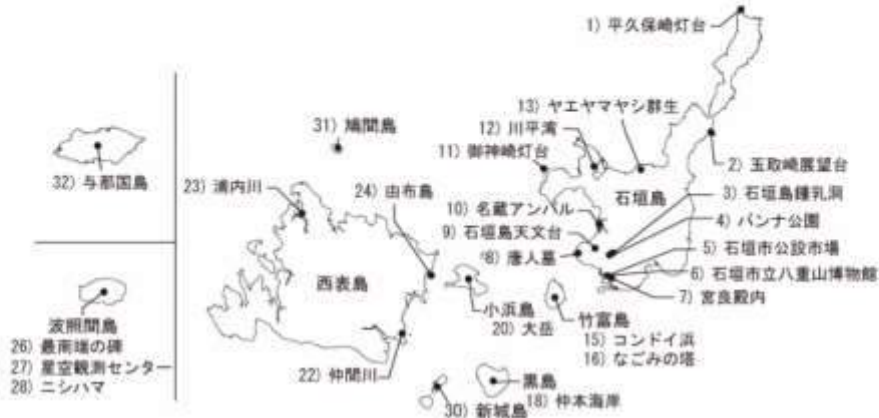 1) 平久保崎灯台
13) ヤエヤマヤシ群生
31) 鳩間島
12) 川平湾
11) 御神崎灯台
2) 玉取崎展望台
32) 与那国島
23) 浦内川
24) 由布島
石垣島
3) 石垣島鍾乳洞
10) 名蔵アンパル
4) バンナ公園
9) 石垣島天文台
5) 石垣市公設市場
8) 唐人墓
6) 石垣市立八重山博物館
西表島
7) 宮良殿内
小浜島
20) 大岳
竹富島
15) コンドイ浜
16) なごみの塔
波照間島
26) 最南端の碑
27) 星空観測センター
28) ニシハマ
22) 仲間川
黒島
18) 仲本海岸
30) 新城島